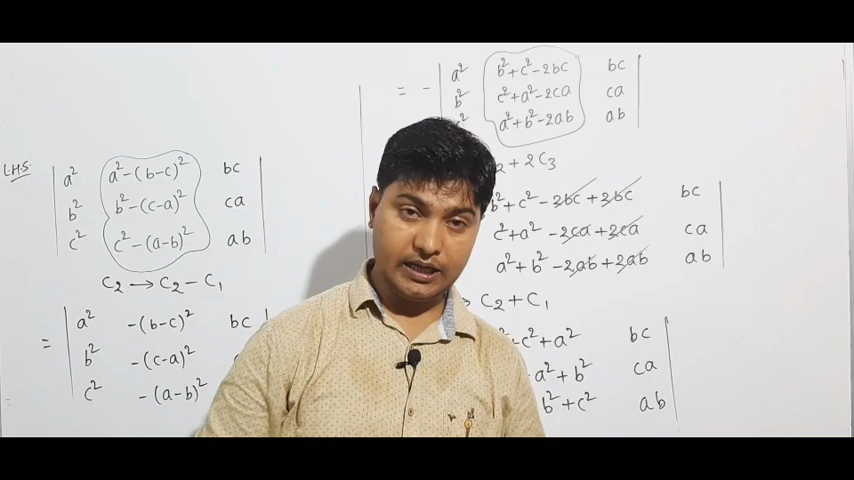 L.H.S.
a² a²-(b-c)² bc
b² b²-(c-a)² ca
c² c²-(a-b)² ab
C₂ → C₂ - C₁
= a² -(b-c)² bc
b² -(c-a)²
c² -(a-b)²
= - a² b²+c²-2bc bc
b² c²+a²-2ca ca
c² a²+b²-2ab ab
+ 2C₃
b²+c²-2bc+2bc bc
c²+a²-2ca+2ca ca
a²+b²-2ab+2ab ab
→ C₂+C₁
+c²+a² bc
a²+b² ca
b²+c² ab